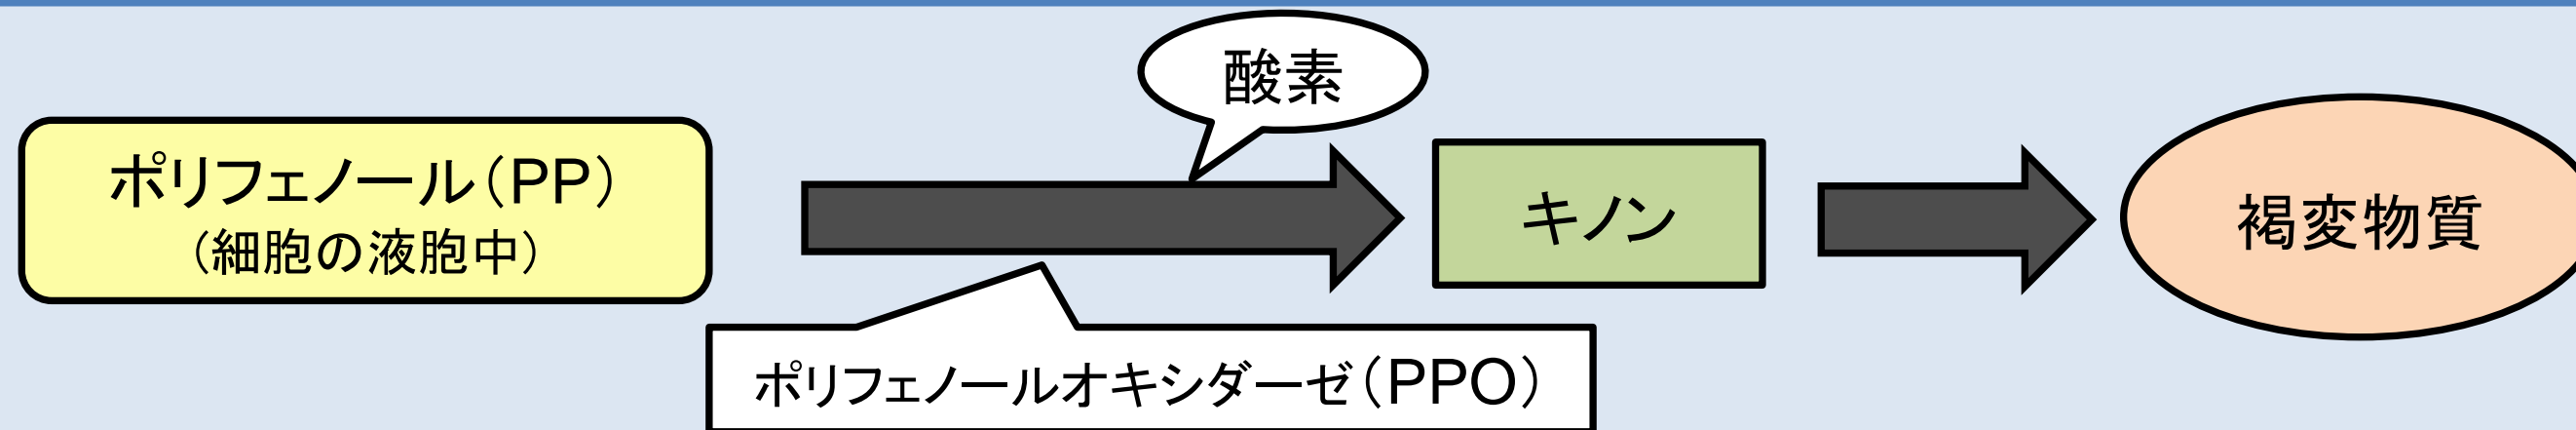 酸素
ポリフェノール（PP）
（細胞の液胞中）
キノン
褐変物質
ポリフェノールオキシダーゼ（PPO）